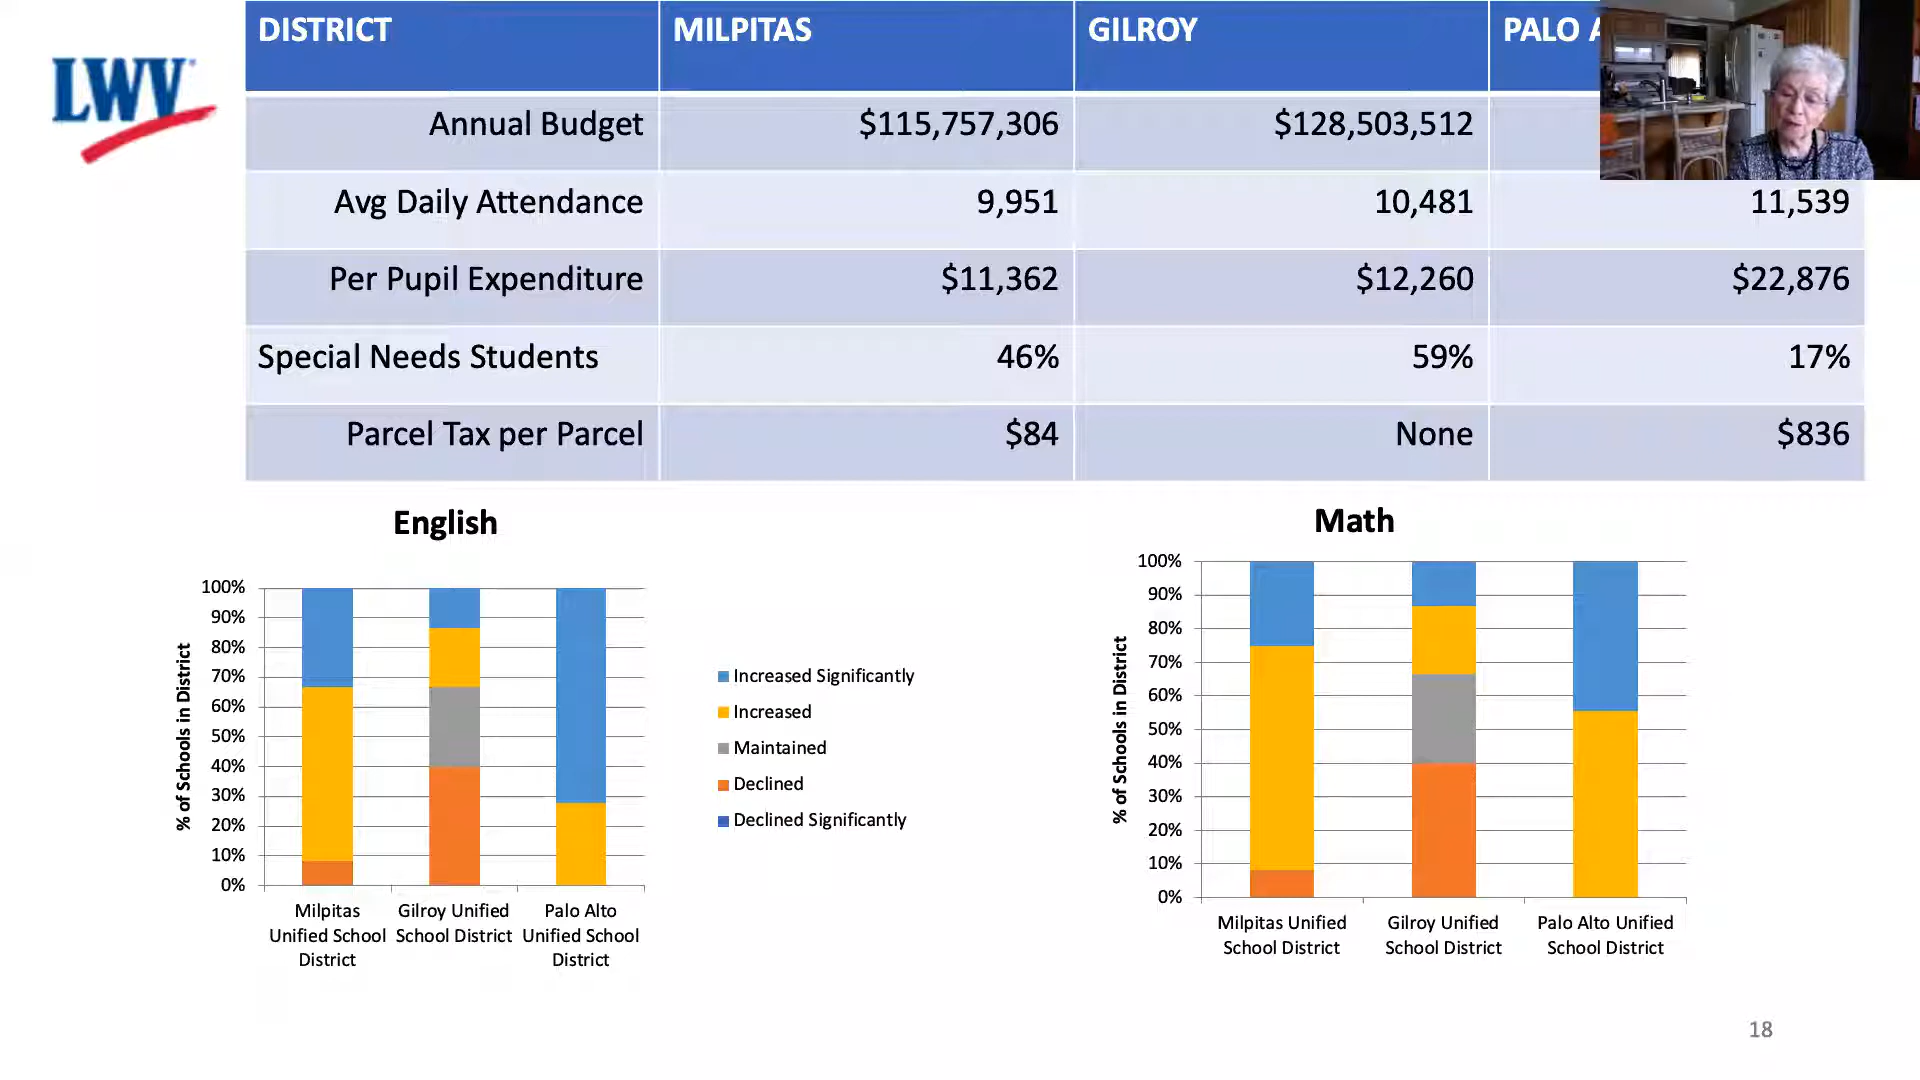 LWV
DISTRICT MILPITAS GILROY PALO
Annual Budget $115,757,306 $128,503,512
Avg Daily Attendance 9,951 10,481 11,539
Per Pupil Expenditure $11,362 $12,260 $22,876
Special Needs Students 46% 59% 17%
Parcel Tax per Parcel $84 None $836
English
% of Schools in District
100%
90%
80%
70%
60%
50%
40%
30%
20%
10%
0%
Milpitas
Unified School
District
Gilroy Unified
School District
Palo Alto
Unified School
District
Increased Significantly
Increased
Maintained
Declined
Declined Significantly
Math
% of Schools in District
100%
90%
80%
70%
60%
50%
40%
30%
20%
10%
0%
Milpitas Unified
School District
Gilroy Unified
School District
Palo Alto Unified
School District
18